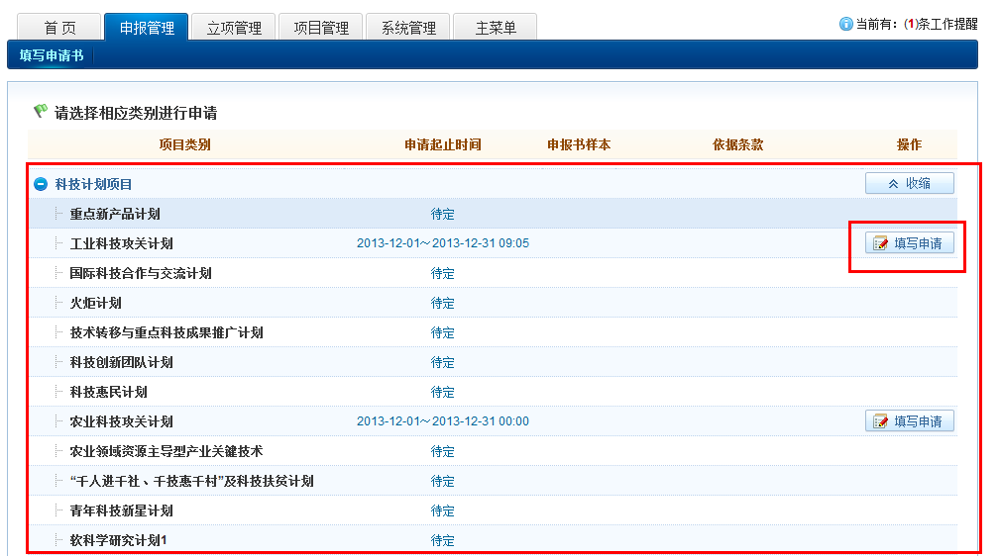 首 页 申报管理 立项管理 项目管理 系统管理 主菜单 当前有：(1)条工作提醒
填写申请书
请选择相应类别进行申请
项目类别 申请起止时间 申报书样本 依据条款 操作
科技计划项目 收缩
重点新产品计划 待定
工业科技攻关计划 2013-12-01～2013-12-31 09:05 填写申请
国际科技合作与交流计划 待定
火炬计划 待定
技术转移与重点科技成果推广计划 待定
科技创新团队计划 待定
科技惠民计划 待定
农业科技攻关计划 2013-12-01～2013-12-31 00:00 填写申请
农业领域资源主导型产业关键技术 待定
“千人进千社、千技惠千村”及科技扶贫计划 待定
青年科技新星计划 待定
软科学研究计划1 待定